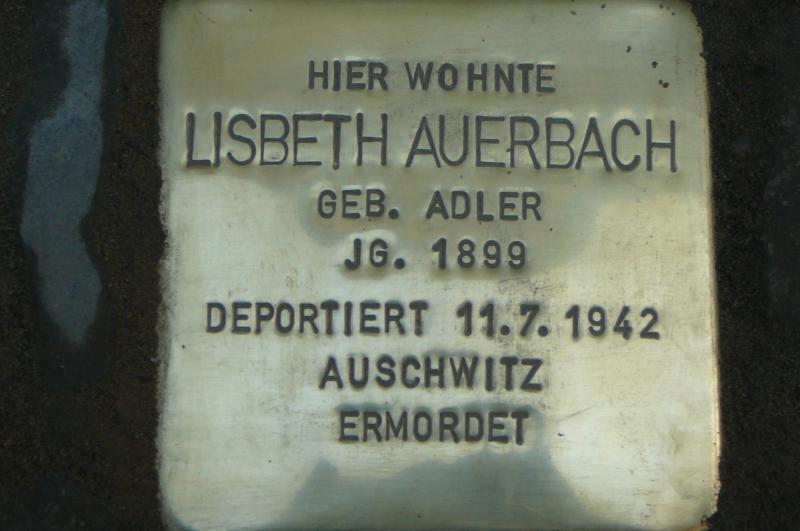 HIER WOHNTE
LISBETH AUERBACH
GEB. ADLER
JG. 1899
DEPORTIERT 11.7.1942
AUSCHWITZ
ERMORDET